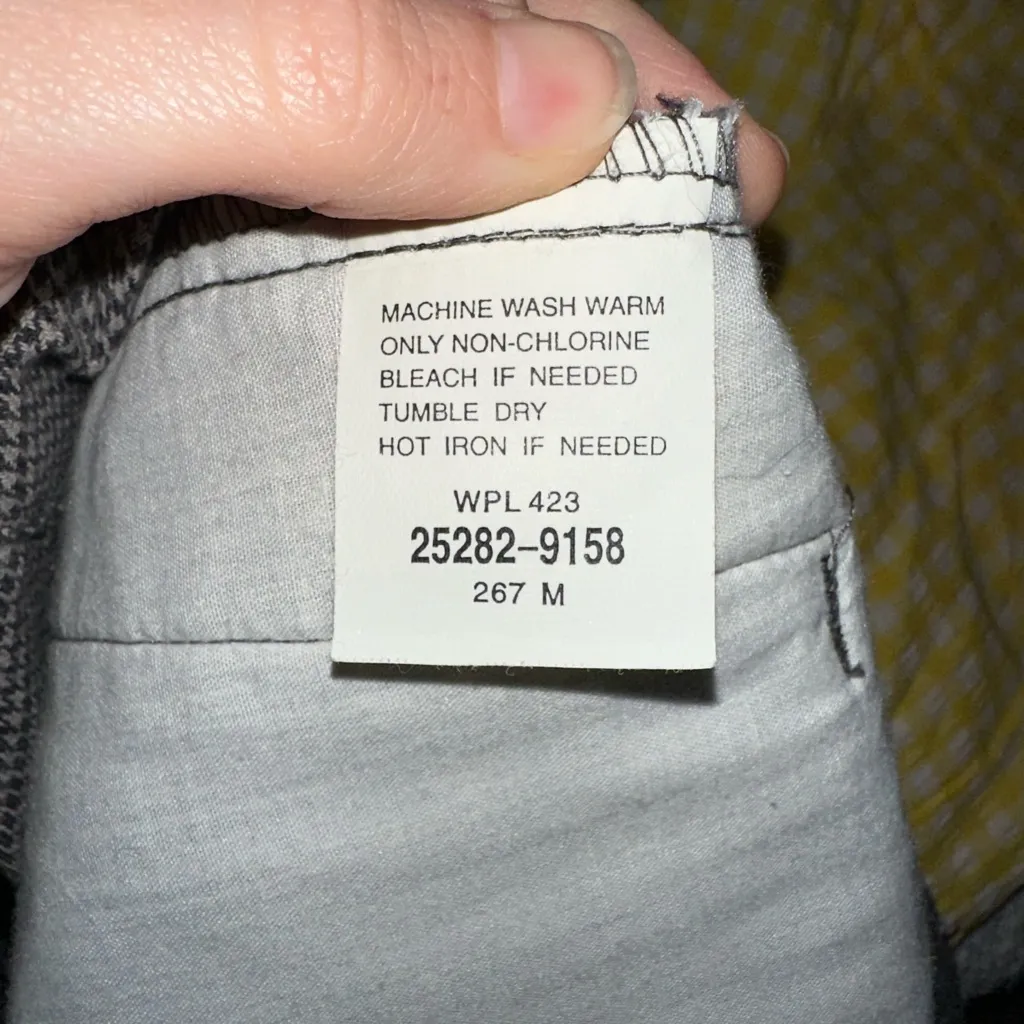 MACHINE WASH WARM
ONLY NON-CHLORINE
BLEACH IF NEEDED
TUMBLE DRY
HOT IRON IF NEEDED
WPL 423
25282-9158
267 M